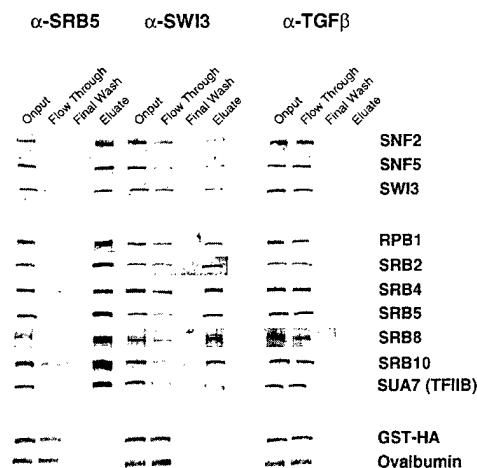 α-SRB5 α-SWI3 α-TGFβ
Onput Flow Through Final Wash Eluate Onput Flow Through Final Wash Eluate Onput Flow Through Final Wash Eluate
SNF2
SNF5
SWI3
RPB1
SRB2
SRB4
SRB5
SRB8
SRB10
SUA7 (TFIIB)
GST-HA
Ovalbumin